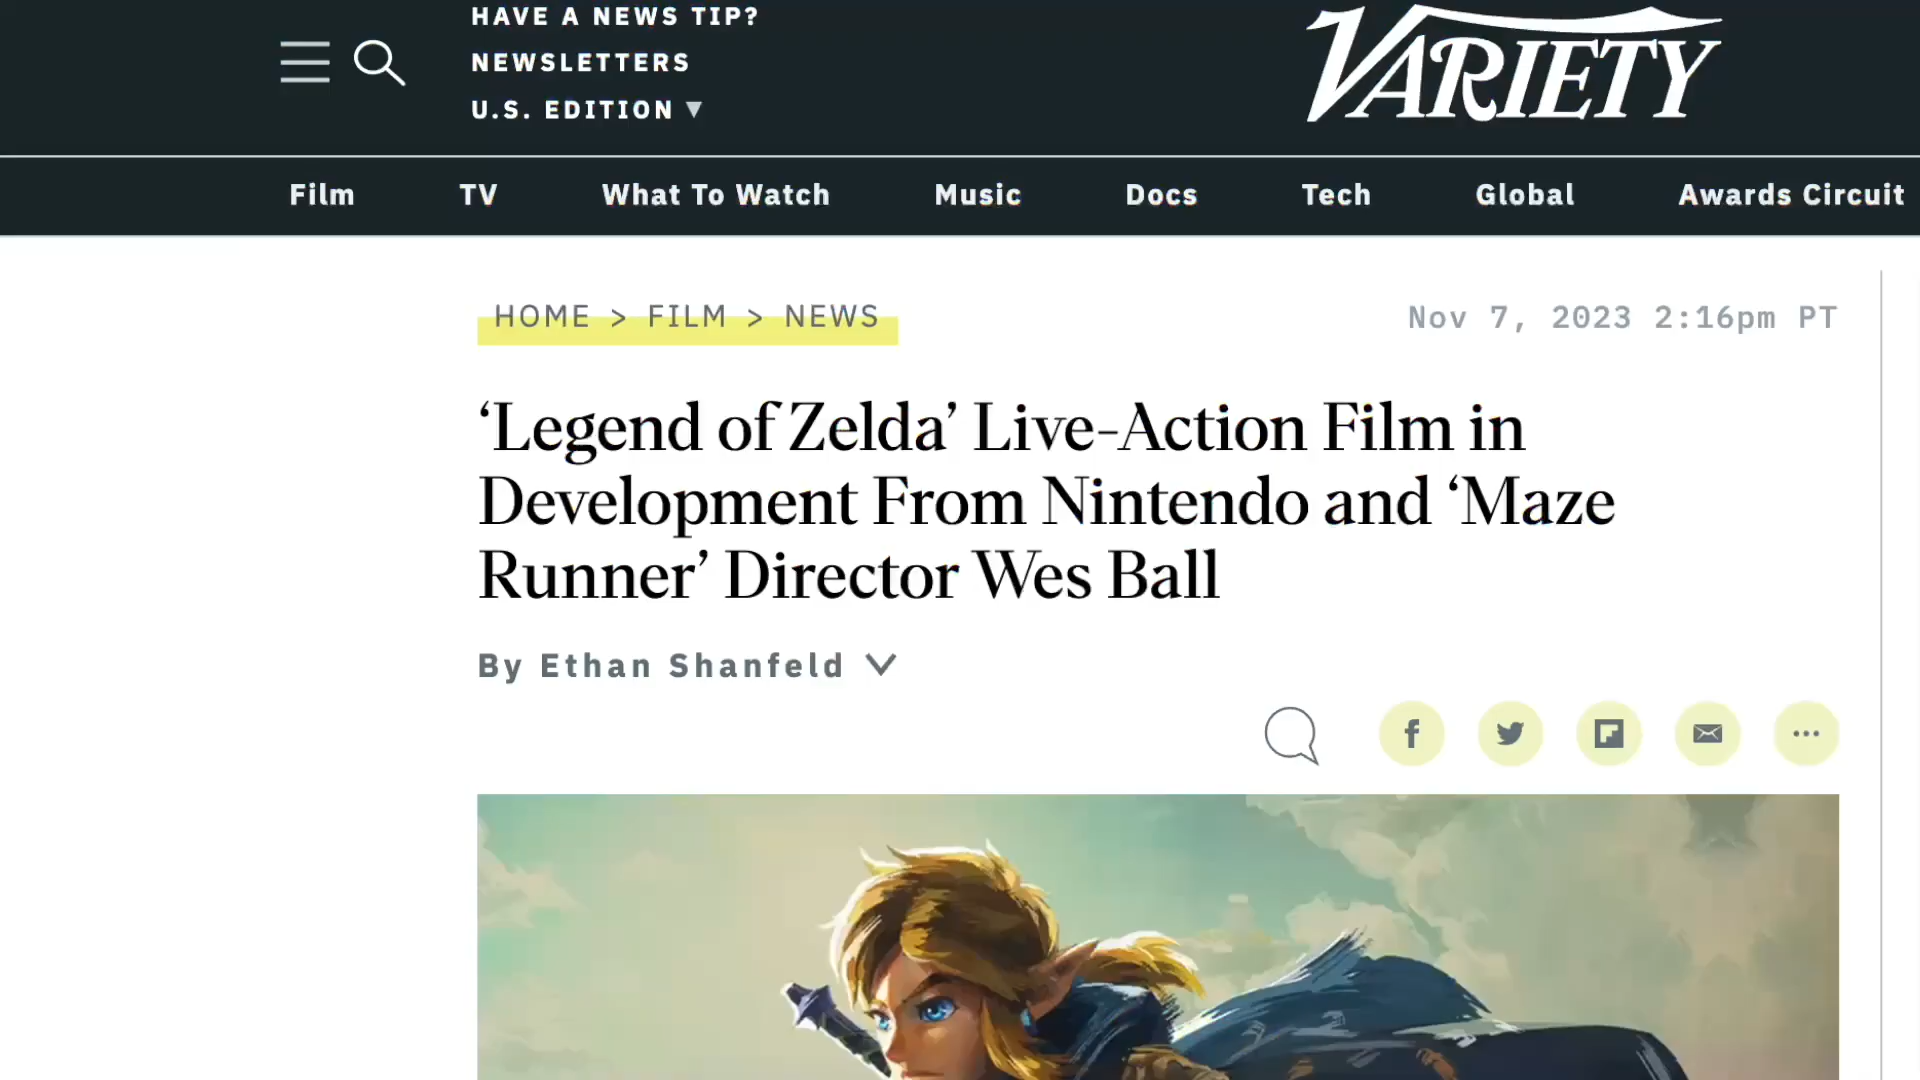 HAVE A NEWS TIP?
NEWSLETTERS
U.S. EDITION ▼
VARIETY
Film TV What To Watch Music Docs Tech Global Awards Circuit
HOME > FILM > NEWS
Nov 7, 2023 2:16pm PT
‘Legend of Zelda’ Live-Action Film in
Development From Nintendo and ‘Maze
Runner’ Director Wes Ball
By Ethan Shanfeld